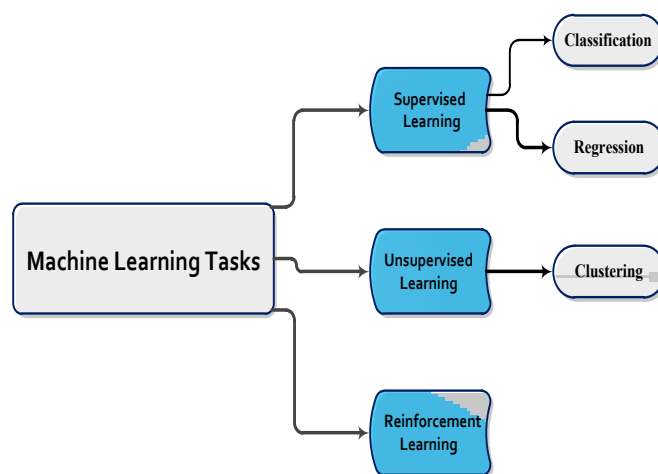 Machine Learning Tasks
Supervised
Learning
Classification
Regression
Unsupervised
Learning
Clustering
Reinforcement
Learning